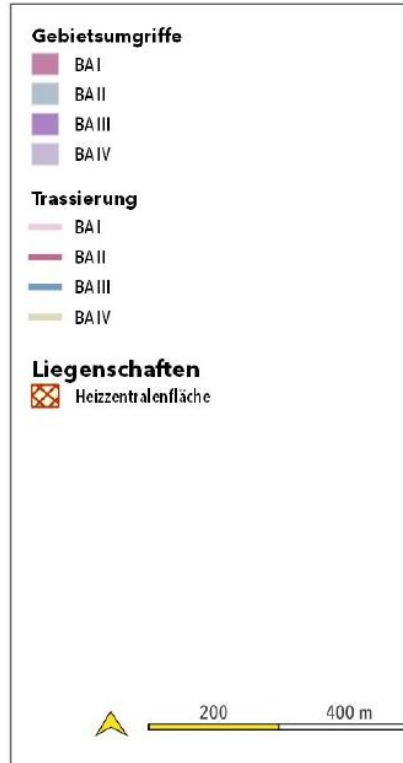 Gebietsumgriffe
BA I
BA II
BA III
BA IV
Trassierung
BA I
BA II
BA III
BA IV
Liegenschaften
Heizzentralenfläche
200 400 m